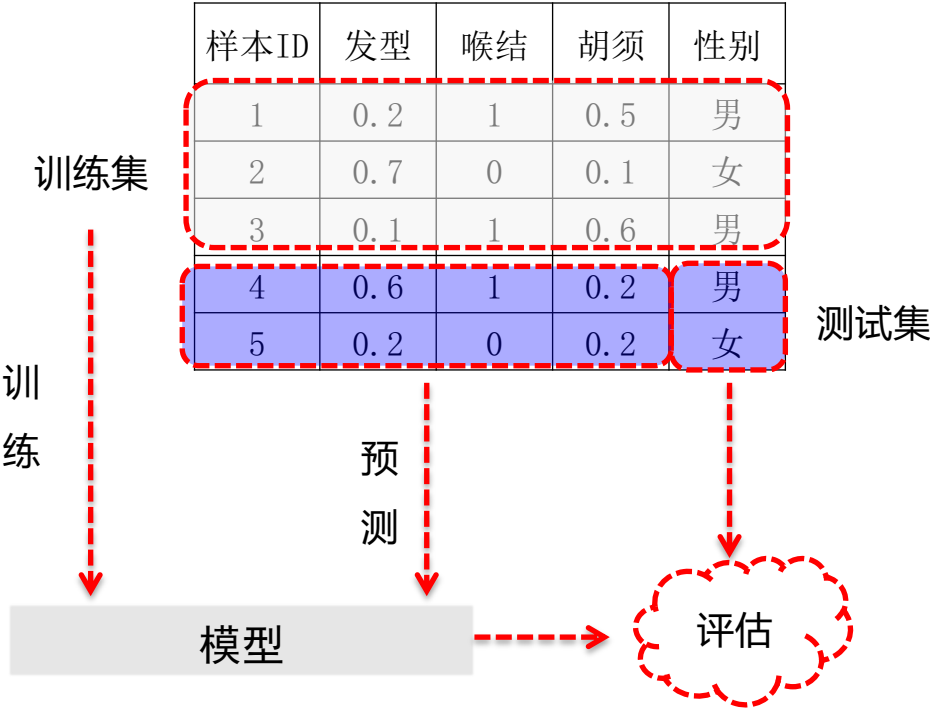 样本ID 发型 喉结 胡须 性别
1 0.2 1 0.5 男
2 0.7 0 0.1 女
3 0.1 1 0.6 男
4 0.6 1 0.2 男
5 0.2 0 0.2 女
训练集
测试集
训
练
预
测
模型
评估